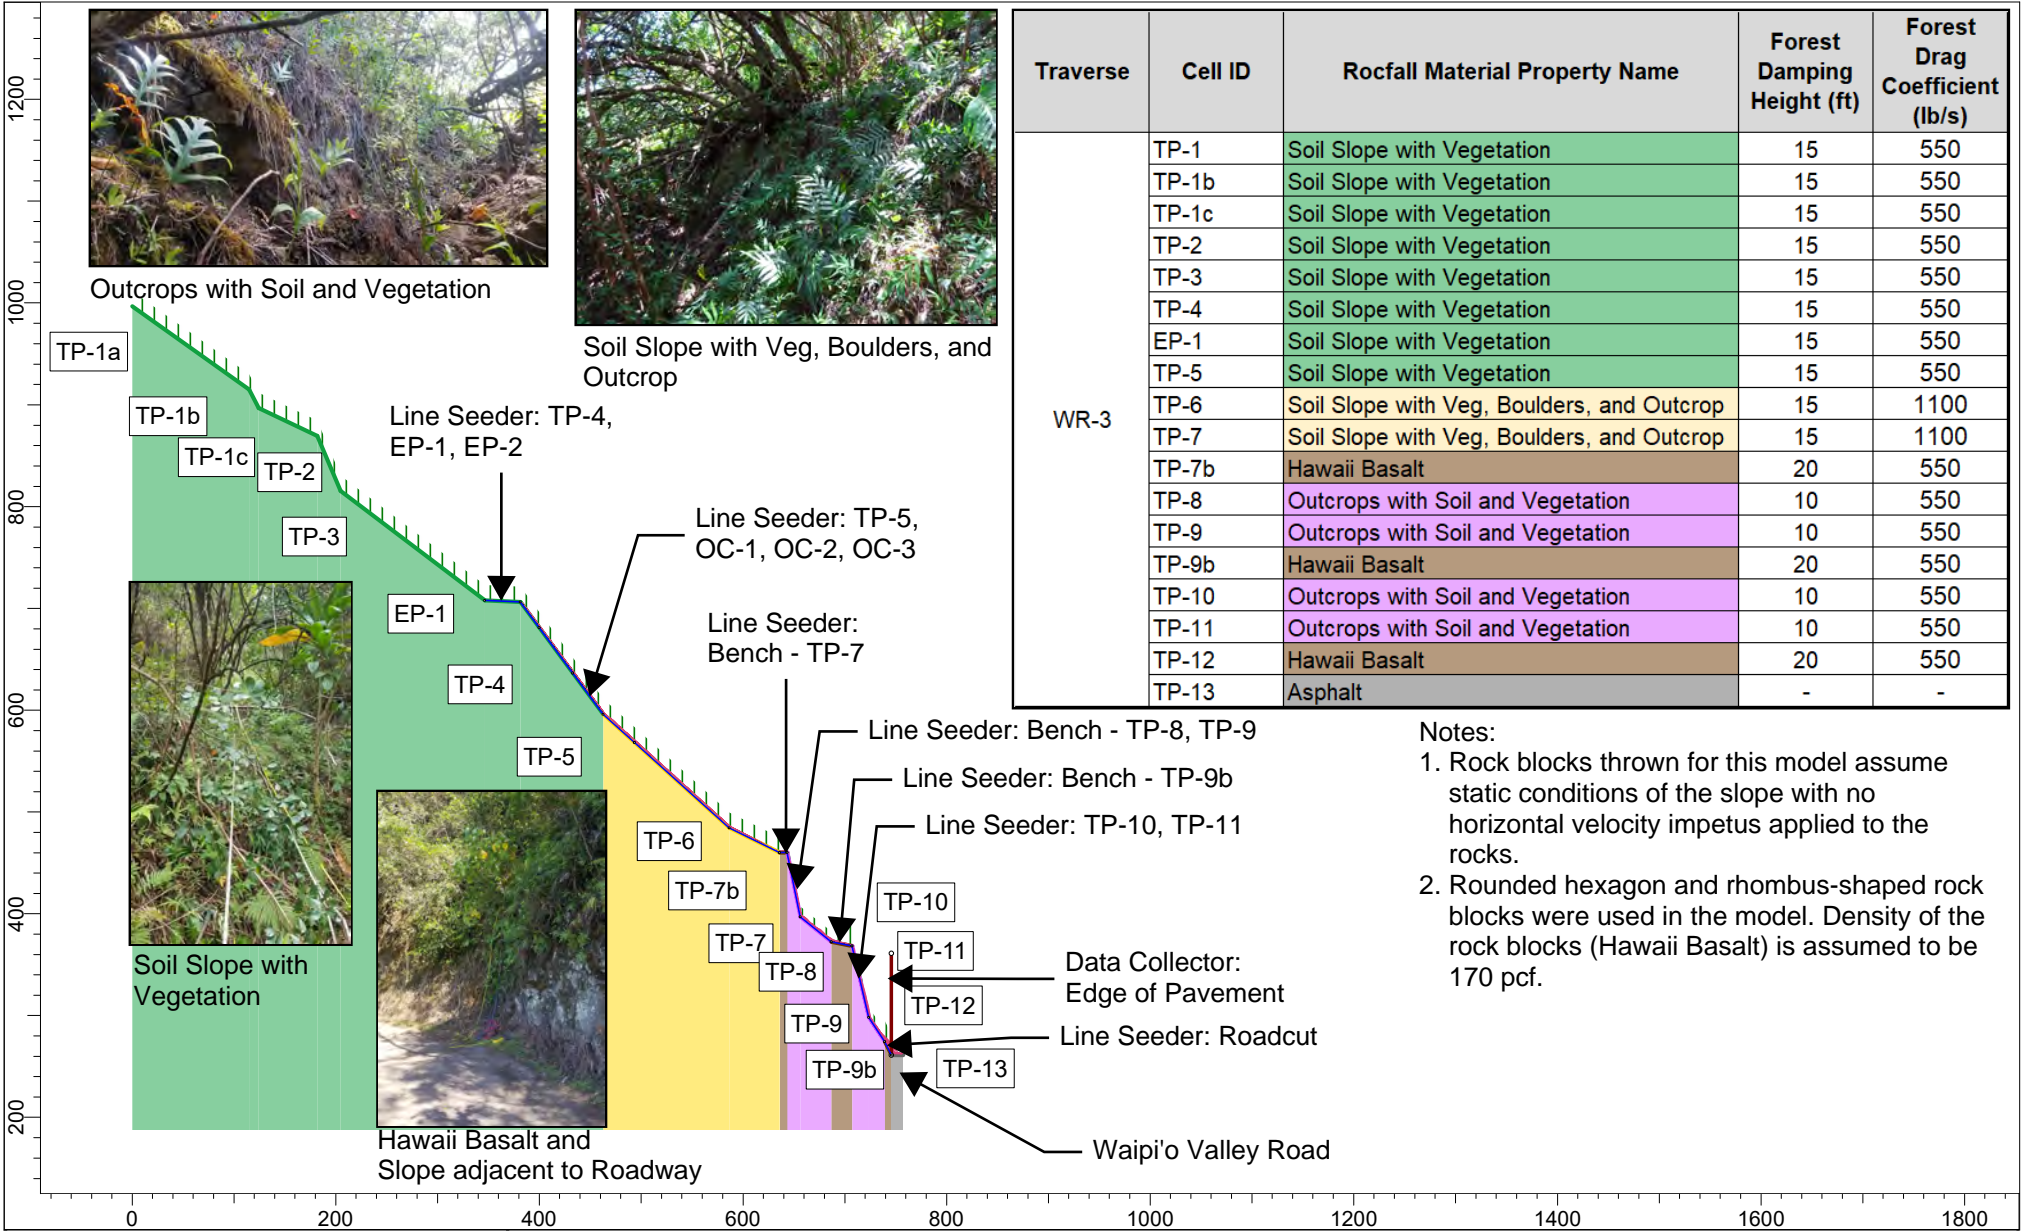 Traverse
Cell ID
Rocfall Material Property Name
Forest
Damping
Height (ft)
Forest
Drag
Coefficient
(lb/s)
WR-3
TP-1 Soil Slope with Vegetation 15 550
TP-1b Soil Slope with Vegetation 15 550
TP-1c Soil Slope with Vegetation 15 550
TP-2 Soil Slope with Vegetation 15 550
TP-3 Soil Slope with Vegetation 15 550
TP-4 Soil Slope with Vegetation 15 550
EP-1 Soil Slope with Vegetation 15 550
TP-5 Soil Slope with Vegetation 15 550
TP-6 Soil Slope with Veg, Boulders, and Outcrop 15 1100
TP-7 Soil Slope with Veg, Boulders, and Outcrop 15 1100
TP-7b Hawaii Basalt 20 550
TP-8 Outcrops with Soil and Vegetation 10 550
TP-9 Outcrops with Soil and Vegetation 10 550
TP-9b Hawaii Basalt 20 550
TP-10 Outcrops with Soil and Vegetation 10 550
TP-11 Outcrops with Soil and Vegetation 10 550
TP-12 Hawaii Basalt 20 550
TP-13 Asphalt - -
Outcrops with Soil and Vegetation
Soil Slope with Veg, Boulders, and
Outcrop
TP-1a
TP-1b
TP-1c
TP-2
TP-3
EP-1
TP-4
TP-5
TP-6
TP-7b
TP-7
TP-8
TP-9
TP-9b
TP-10
TP-11
TP-12
TP-13
Line Seeder: TP-4,
EP-1, EP-2
Line Seeder: TP-5,
OC-1, OC-2, OC-3
Line Seeder:
Bench - TP-7
Line Seeder: Bench - TP-8, TP-9
Line Seeder: Bench - TP-9b
Line Seeder: TP-10, TP-11
Data Collector:
Edge of Pavement
Line Seeder: Roadcut
Waipi'o Valley Road
Soil Slope with
Vegetation
Hawaii Basalt and
Slope adjacent to Roadway
Notes:
1. Rock blocks thrown for this model assume
static conditions of the slope with no
horizontal velocity impetus applied to the
rocks.
2. Rounded hexagon and rhombus-shaped rock
blocks were used in the model. Density of the
rock blocks (Hawaii Basalt) is assumed to be
170 pcf.
1200
1000
800
600
400
200
0 200 400 600 800 1000 1200 1400 1600 1800